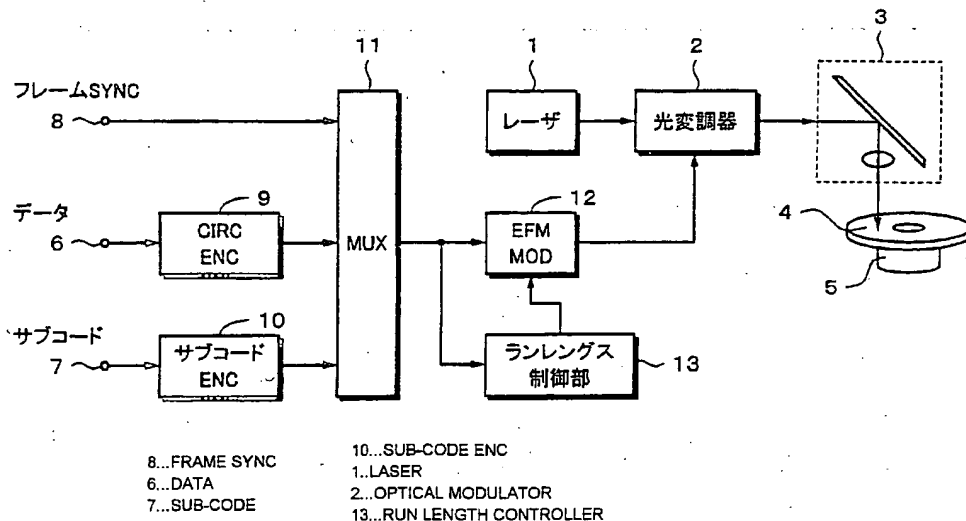 11
1
2
3
フレームSYNC
8
レーザ
光変調器
データ
6
9
CIRC
ENC
MUX
12
EFM
MOD
4
5
サブコード
7
10
サブコード
ENC
ランレングス
制御部
13
8...FRAME SYNC
6...DATA
7...SUB-CODE
10...SUB-CODE ENC
1...LASER
2...OPTICAL MODULATOR
13...RUN LENGTH CONTROLLER